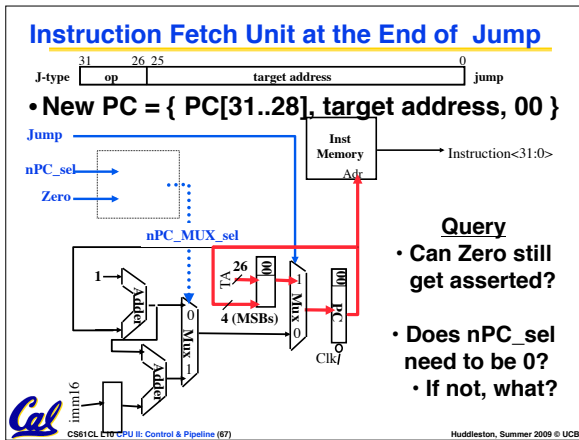 Instruction Fetch Unit at the End of Jump
31 26 25 0
J-type op target address jump
• New PC = { PC[31..28], target address, 00 }
Jump
Inst
Memory
Adr
Instruction<31:0>
nPC_sel
Zero
nPC_MUX_sel
Query
• Can Zero still
get asserted?
1
TA
26
00
4 (MSBs)
Adder
0
Mux
1
1
Mux
0
00
PC
Clk
Adder
imm16
• Does nPC_sel
need to be 0?
• If not, what?
Cal
CS61CL L10 CPU II: Control & Pipeline (67)
Huddleston, Summer 2009 © UCB